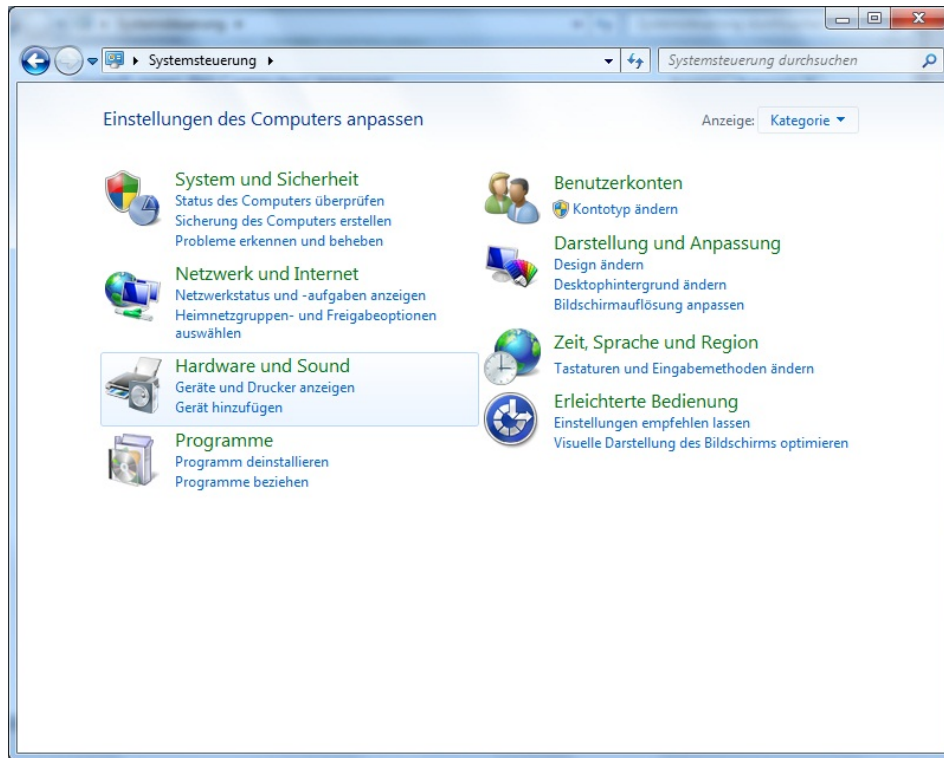 Systemsteuerung
Systemsteuerung durchsuchen
Einstellungen des Computers anpassen
Anzeige: Kategorie
System und Sicherheit
Status des Computers überprüfen
Sicherung des Computers erstellen
Probleme erkennen und beheben
Netzwerk und Internet
Netzwerkstatus und -aufgaben anzeigen
Heimnetzgruppen- und Freigabeoptionen
auswählen
Hardware und Sound
Geräte und Drucker anzeigen
Gerät hinzufügen
Programme
Programm deinstallieren
Programme beziehen
Benutzerkonten
Kontotyp ändern
Darstellung und Anpassung
Design ändern
Desktophintergrund ändern
Bildschirmauflösung anpassen
Zeit, Sprache und Region
Tastaturen und Eingabemethoden ändern
Erleichterte Bedienung
Einstellungen empfehlen lassen
Visuelle Darstellung des Bildschirms optimieren